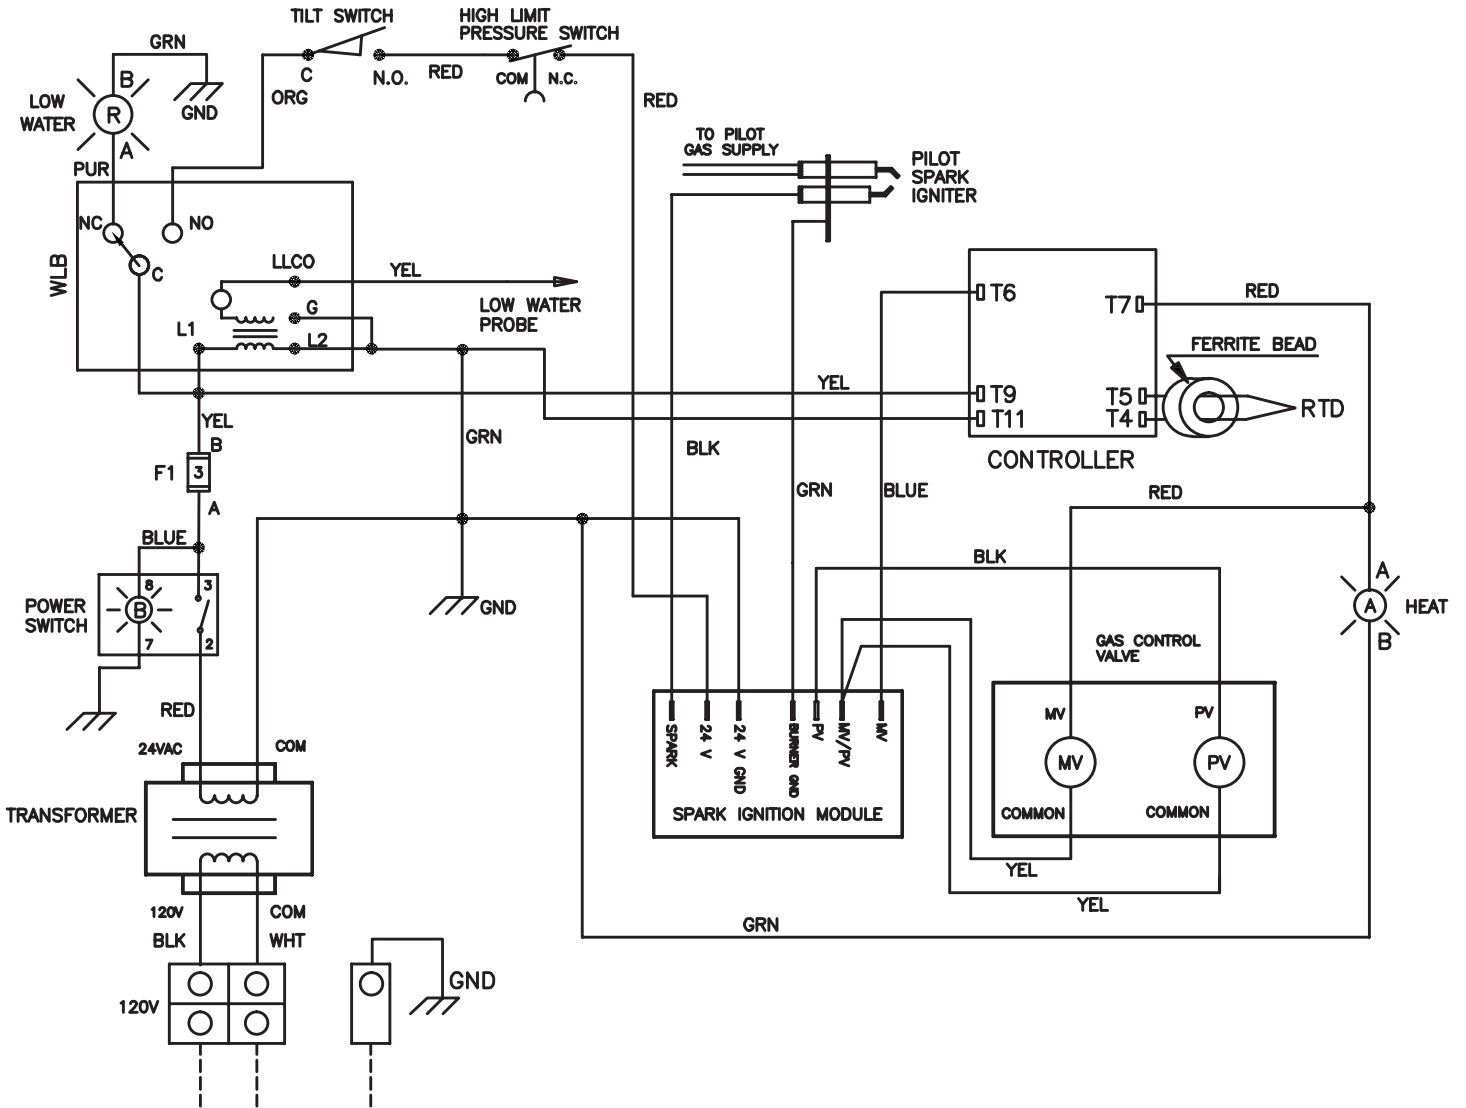 TILT SWITCH
HIGH LIMIT
PRESSURE SWITCH
GRN
B
LOW
WATER
R
GND
A
PUR
ORG
C
N.O.
RED
COM
N.C.
RED
TO PILOT
GAS SUPPLY
PILOT
SPARK
IGNITER
WLB
NC
NO
C
LLCO
YEL
LOW WATER
PROBE
G
L1
L2
T6
T7
RED
FERRITE BEAD
YEL
T9
T11
T5
T4
RTD
CONTROLLER
YEL
B
F1
3
A
GRN
BLK
GRN
BLUE
RED
BLUE
POWER
SWITCH
8
3
B
7
2
GND
BLK
A
A
HEAT
B
RED
24VAC
COM
TRANSFORMER
SPARK
24 V
24 V GND
BURNER GND
PV
MV/PV
MV
SPARK IGNITION MODULE
GAS CONTROL
VALVE
MV
PV
MV
PV
COMMON
COMMON
YEL
YEL
GRN
120V
COM
BLK
WHT
120V
GND